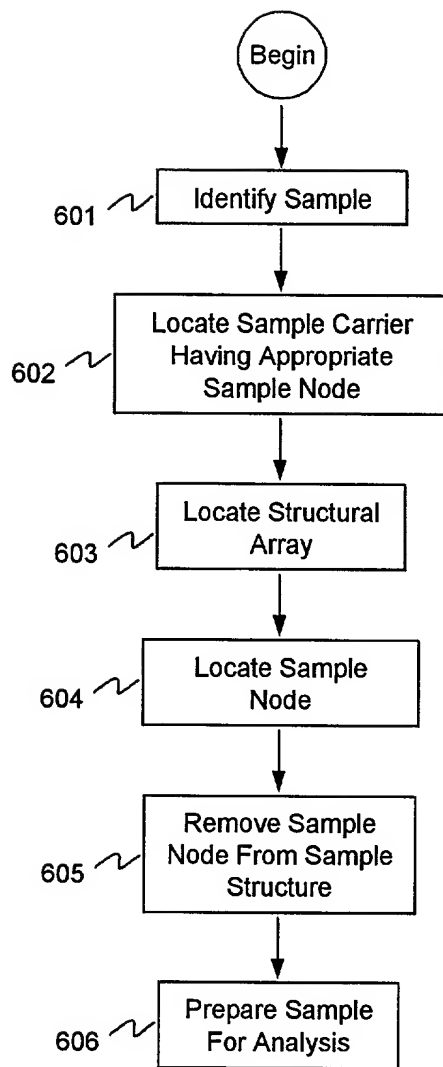 Begin
601
Identify Sample
602
Locate Sample Carrier
Having Appropriate
Sample Node
603
Locate Structural
Array
604
Locate Sample
Node
605
Remove Sample
Node From Sample
Structure
606
Prepare Sample
For Analysis